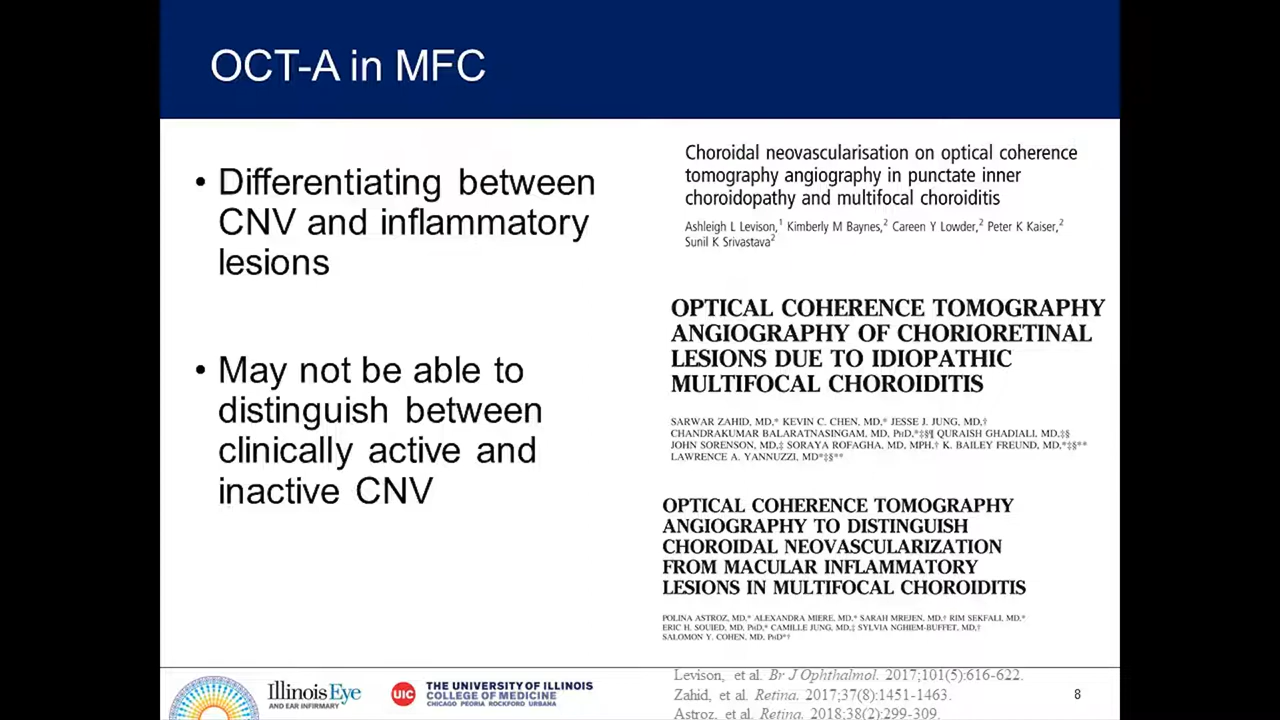 OCT-A in MFC
• Differentiating between
CNV and inflammatory
lesions
• May not be able to
distinguish between
clinically active and
inactive CNV
Choroidal neovascularisation on optical coherence
tomography angiography in punctate inner
choroidopathy and multifocal choroiditis
Ashleigh L Levison,¹ Kimberly M Baynes,² Careen Y Lowder,² Peter K Kaiser,²
Sunil K Srivastava²
OPTICAL COHERENCE TOMOGRAPHY
ANGIOGRAPHY OF CHORIORETINAL
LESIONS DUE TO IDIOPATHIC
MULTIFOCAL CHOROIDITIS
SARWAR ZAHID, MD,* KEVIN C. CHEN, MD,* JESSE J. JUNG, MD,†
CHANDRAKUMAR BALARATNASINGAM, MD, PhD,*‡§¶ QURAISH GHADIALI, MD,‡§
JOHN SORENSON, MD,‡ SORAYA ROFAGHA, MD, MPH,† K. BAILEY FREUND, MD,*‡§**
LAWRENCE A. YANNUZZI, MD*‡§**
OPTICAL COHERENCE TOMOGRAPHY
ANGIOGRAPHY TO DISTINGUISH
CHOROIDAL NEOVASCULARIZATION
FROM MACULAR INFLAMMATORY
LESIONS IN MULTIFOCAL CHOROIDITIS
POLINA ASTROZ, MD,* ALEXANDRA MIERE, MD,* SARAH MREJEN, MD,† RIM SEKFALI, MD,*
ERIC H. SOUIED, MD, PhD,* CAMILLE JUNG, MD,‡ SYLVIA NGHIEM-BUFFET, MD,†
SALOMON Y. COHEN, MD, PhD*†
Levison, et al. Br J Ophthalmol. 2017;101(5):616-622.
Zahid, et al. Retina. 2017;37(8):1451-1463.
Astroz, et al. Retina. 2018;38(2):299-309.
Illinois Eye
AND EAR INFIRMARY
UIC
THE UNIVERSITY OF ILLINOIS
COLLEGE OF MEDICINE
CHICAGO PEORIA ROCKFORD URBANA
8